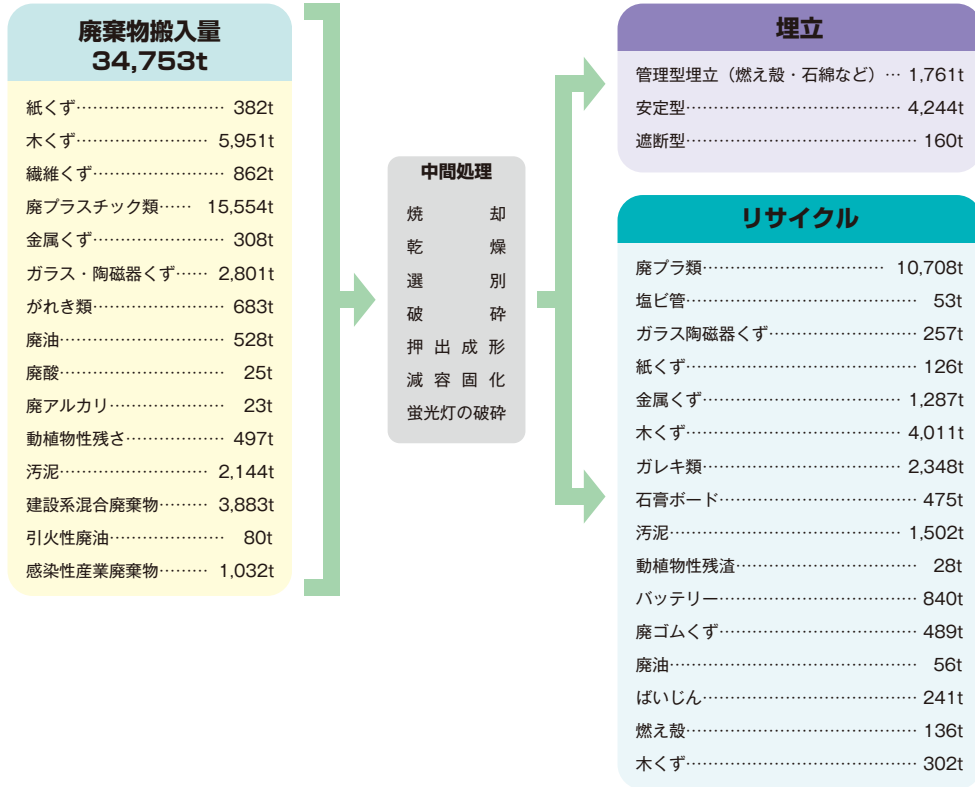 廃棄物搬入量
34,753t
紙くず………………………… 382t
木くず…………………… 5,951t
繊維くず……………………… 862t
廃プラスチック類…… 15,554t
金属くず……………………… 308t
ガラス・陶磁器くず…… 2,801t
がれき類……………………… 683t
廃油…………………………… 528t
廃酸…………………………… 25t
廃アルカリ…………………… 23t
動植物性残さ……………… 497t
汚泥………………………… 2,144t
建設系混合廃棄物……… 3,883t
引火性廃油………………… 80t
感染性産業廃棄物……… 1,032t
中間処理
焼却
乾燥
選別
破砕
押出成形
減容固化
蛍光灯の破砕
埋立
管理型埋立（燃え殻・石綿など）… 1,761t
安定型………………………………… 4,244t
遮断型…………………………………… 160t
リサイクル
廃プラ類……………………………… 10,708t
塩ビ管…………………………………… 53t
ガラス陶磁器くず……………………… 257t
紙くず…………………………………… 126t
金属くず……………………………… 1,287t
木くず………………………………… 4,011t
ガレキ類……………………………… 2,348t
石膏ボード……………………………… 475t
汚泥…………………………………… 1,502t
動植物性残渣…………………………… 28t
バッテリー……………………………… 840t
廃ゴムくず……………………………… 489t
廃油……………………………………… 56t
ばいじん………………………………… 241t
燃え殻…………………………………… 136t
木くず…………………………………… 302t